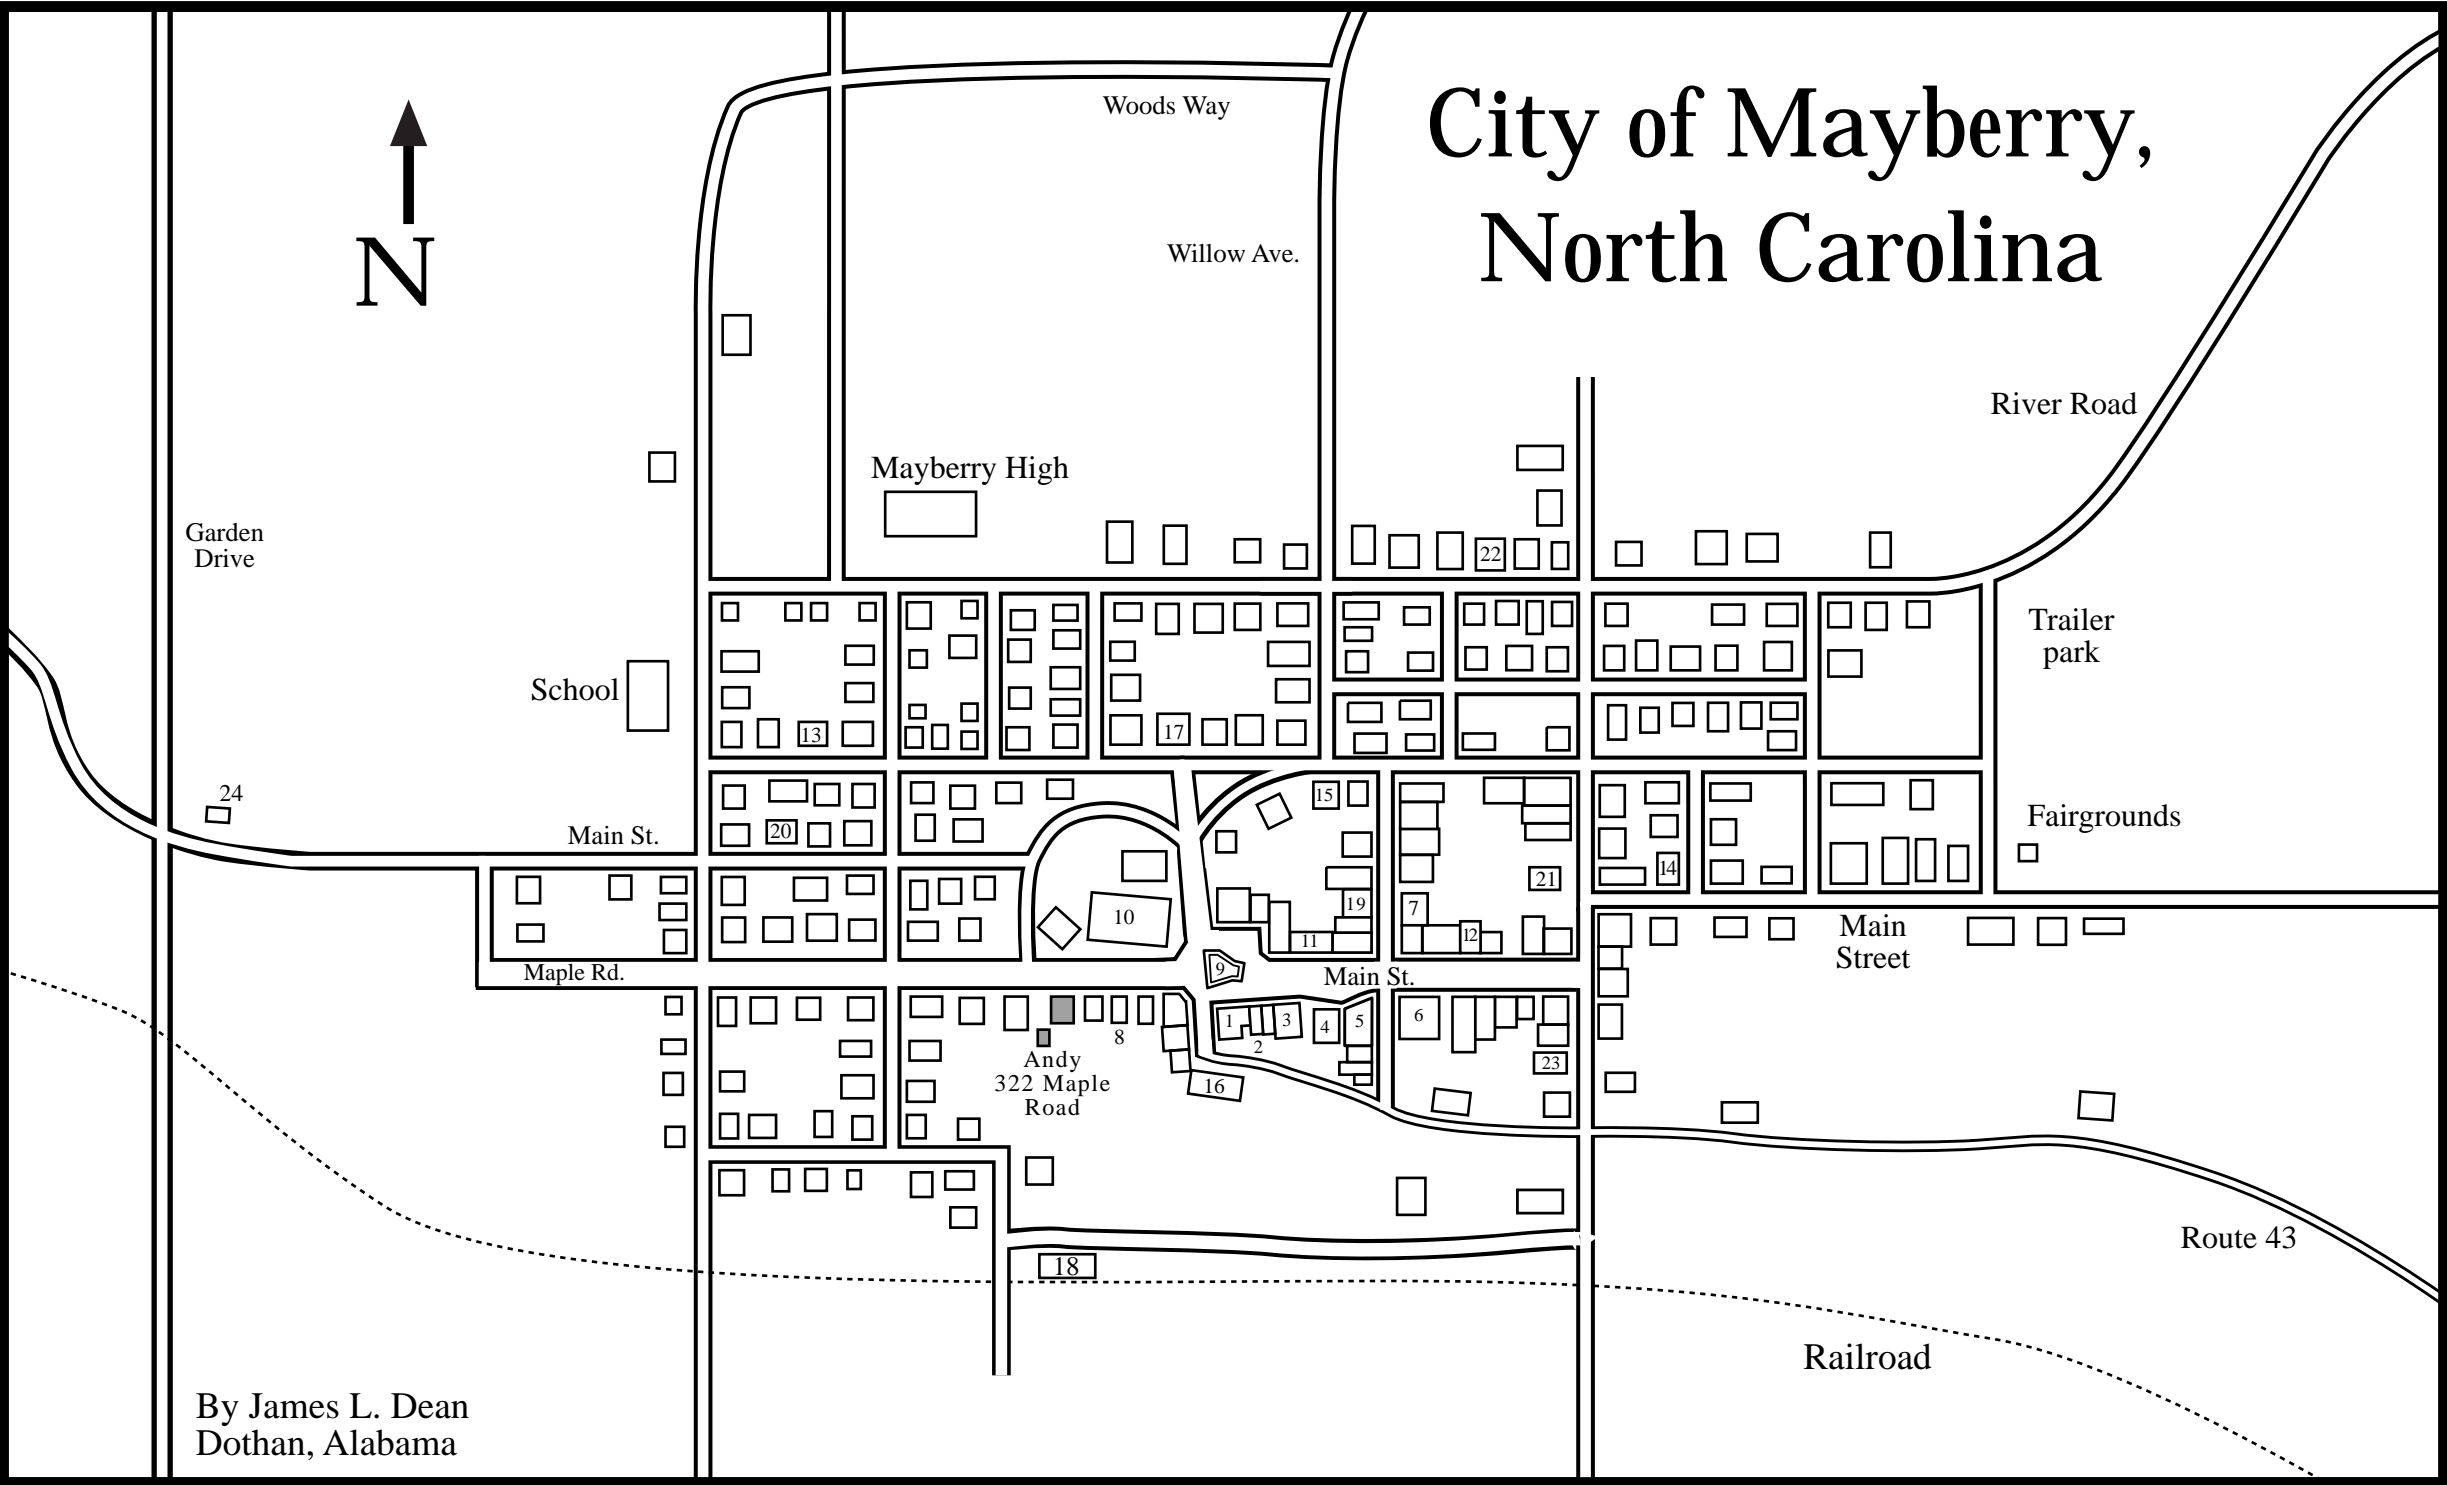 City of Mayberry,
North Carolina
Woods Way
Willow Ave.
N
River Road
Mayberry High
Garden
Drive
22
Trailer
park
School
13
17
24
Main St.
20
15
Fairgrounds
14
21
19
7
10
11
12
Main
Street
9
Main St.
Maple Rd.
1
2
3
4
5
6
8
Andy
322 Maple
Road
16
23
18
Route 43
Railroad
By James L. Dean
Dothan, Alabama